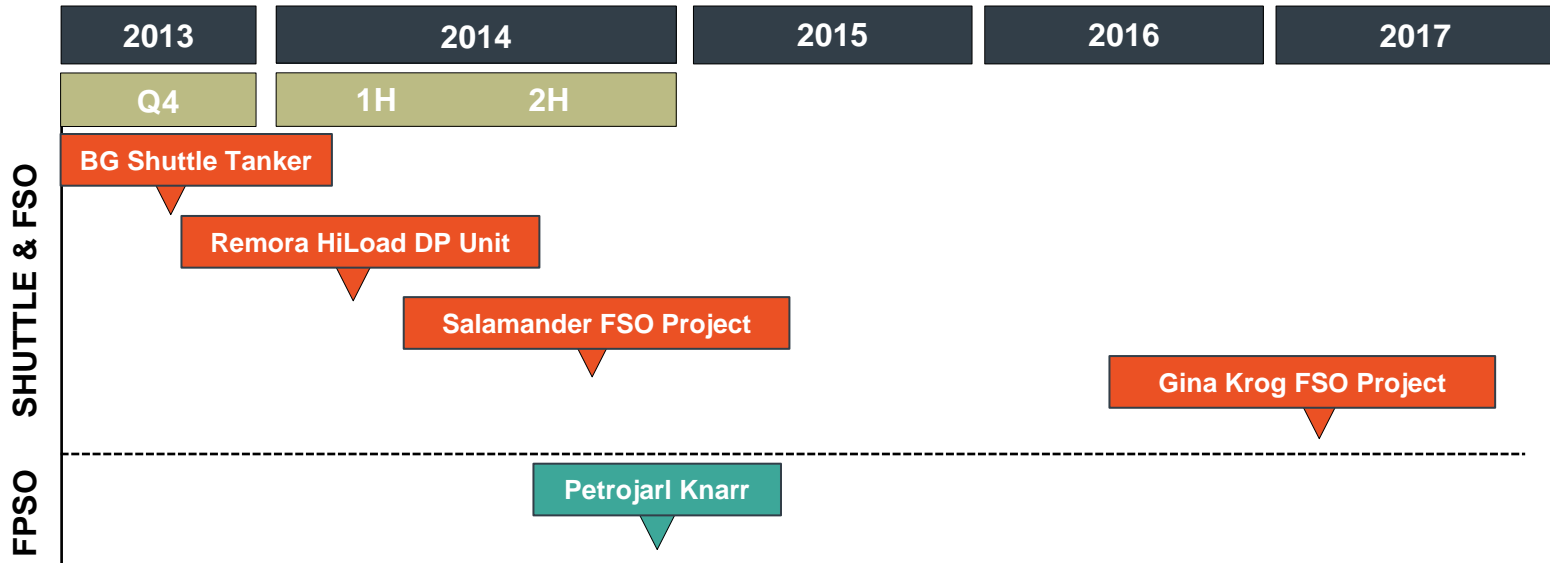 2013
2014
2015
2016
2017
Q4
1H
2H
SHUTTLE & FSO
BG Shuttle Tanker
Remora HiLoad DP Unit
Salamander FSO Project
Gina Krog FSO Project
FPSO
Petrojarl Knarr